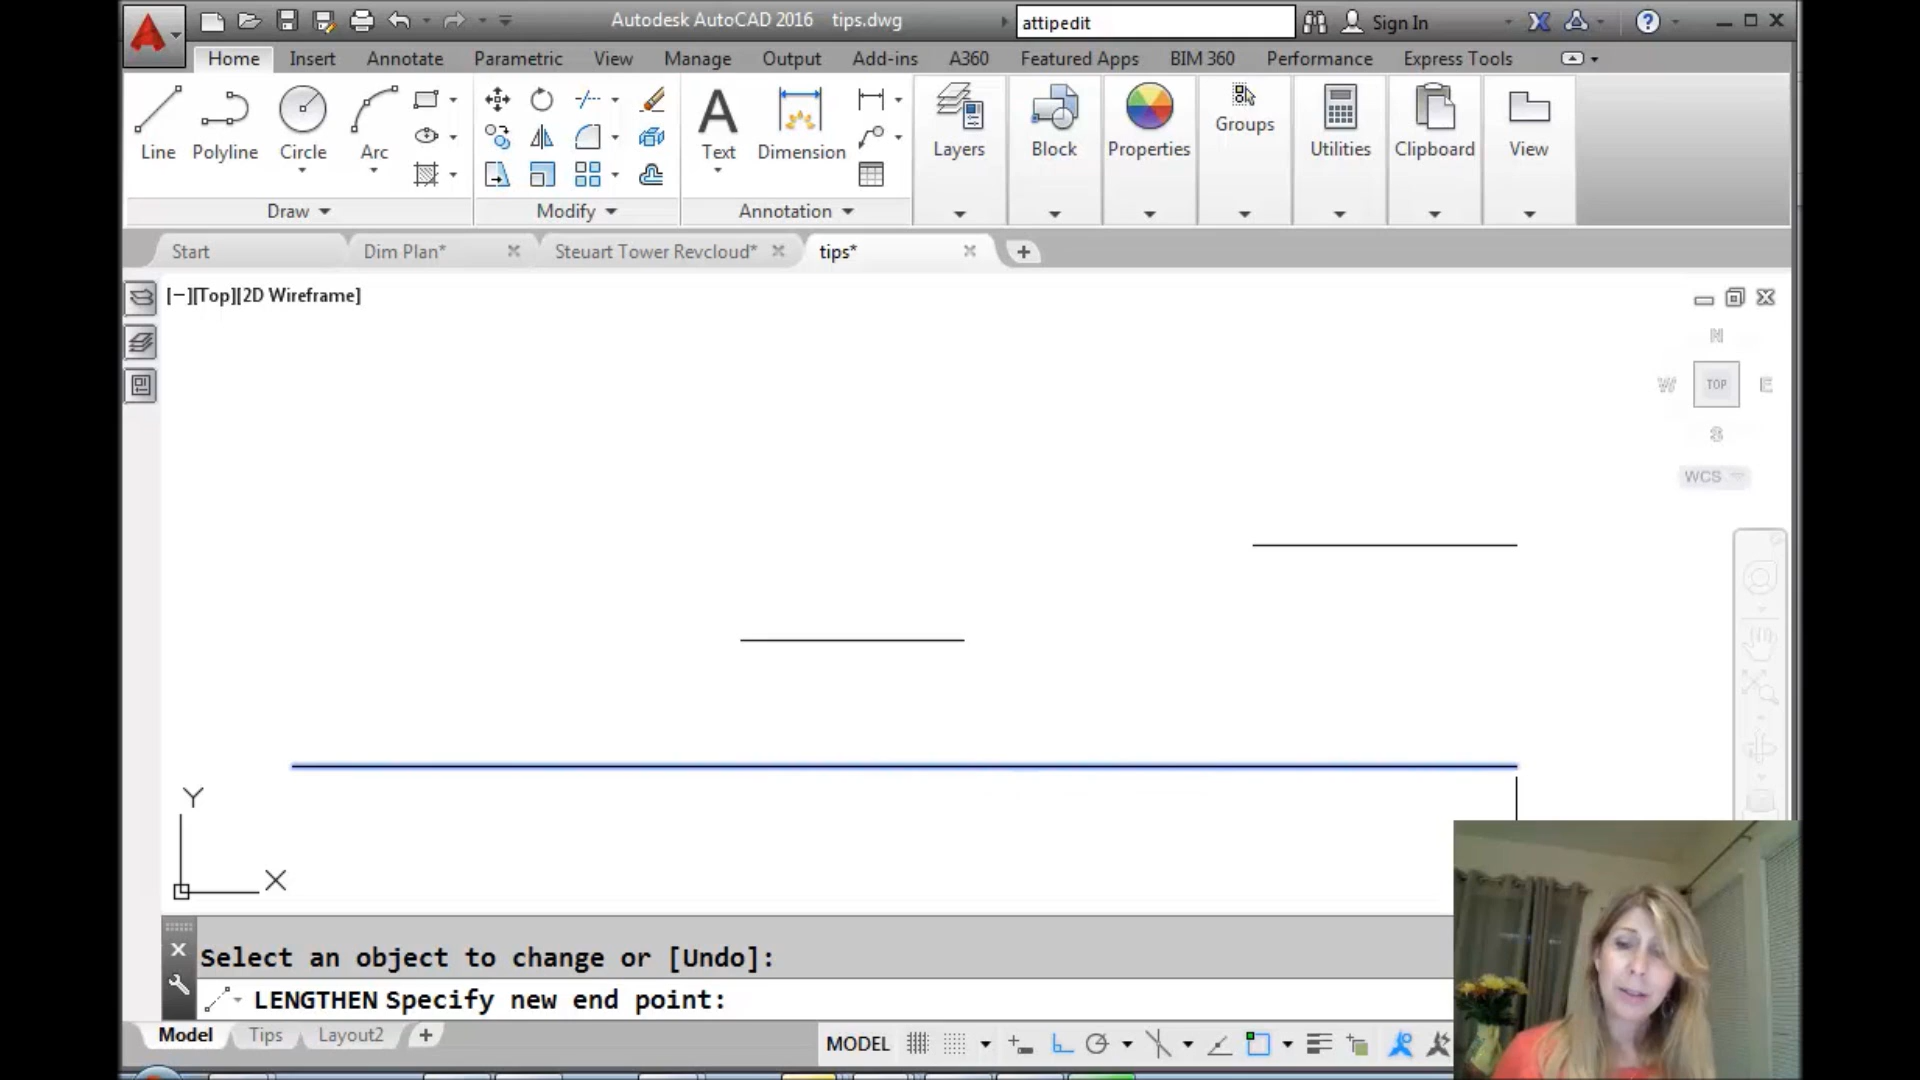 Autodesk AutoCAD 2016 tips.dwg
attipedit
Sign In
Home Insert Annotate Parametric View Manage Output Add-ins A360 Featured Apps BIM 360 Performance Express Tools
Line Polyline Circle Arc Text Dimension Layers Block Properties Groups Utilities Clipboard View
Draw Modify Annotation
Start Dim Plan* Steuart Tower Revcloud* tips*
[−][Top][2D Wireframe]
N
W TOP E
S
WCS
Y
X
Select an object to change or [Undo]:
LENGTHEN Specify new end point:
Model Tips Layout2 +
MODEL